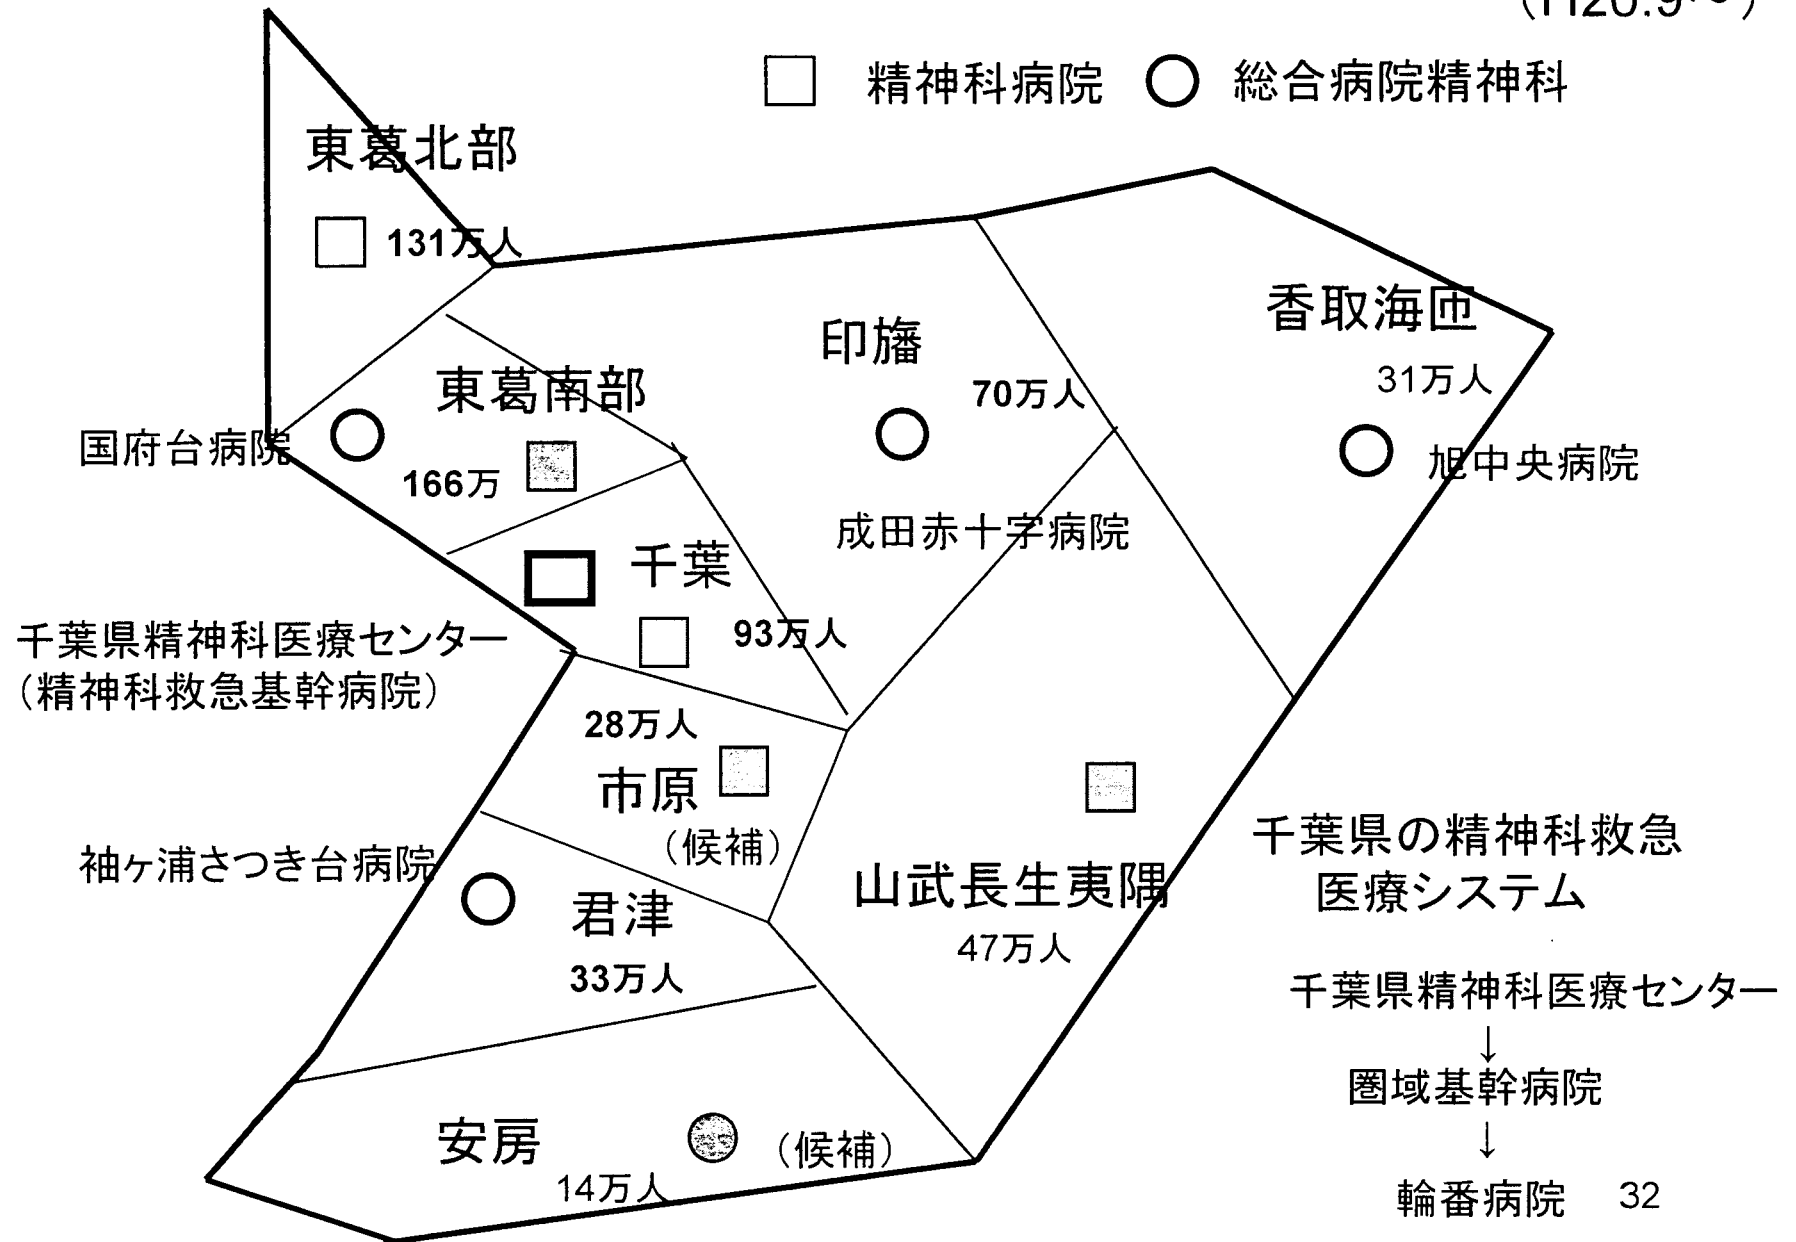 精神科病院 総合病院精神科
東葛北部
131万人
印旛
70万人
香取海匝
31万人
東葛南部
国府台病院
166万
旭中央病院
成田赤十字病院
千葉
93万人
千葉県精神科医療センター
（精神科救急基幹病院）
28万人
市原
（候補）
袖ヶ浦さつき台病院
君津
33万人
山武長生夷隅
47万人
千葉県の精神科救急
医療システム
千葉県精神科医療センター
↓
圏域基幹病院
↓
輪番病院 32
安房
（候補）
14万人